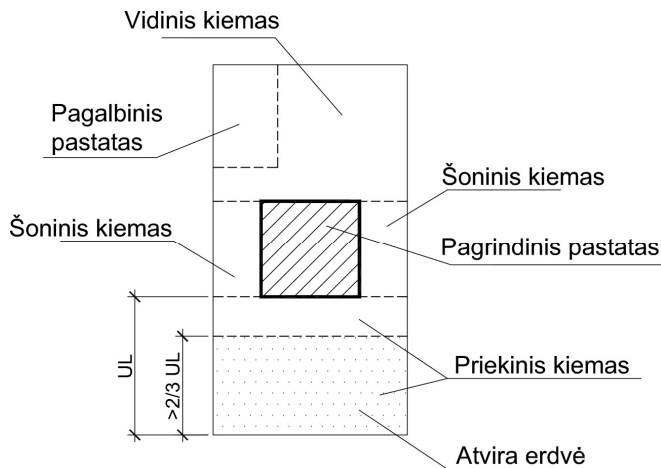 Vidinis kiemas
Pagalbinis
pastatas
Šoninis kiemas
Šoninis kiemas
Pagrindinis pastatas
UL
>2/3 UL
Priekinis kiemas
Atvira erdvė